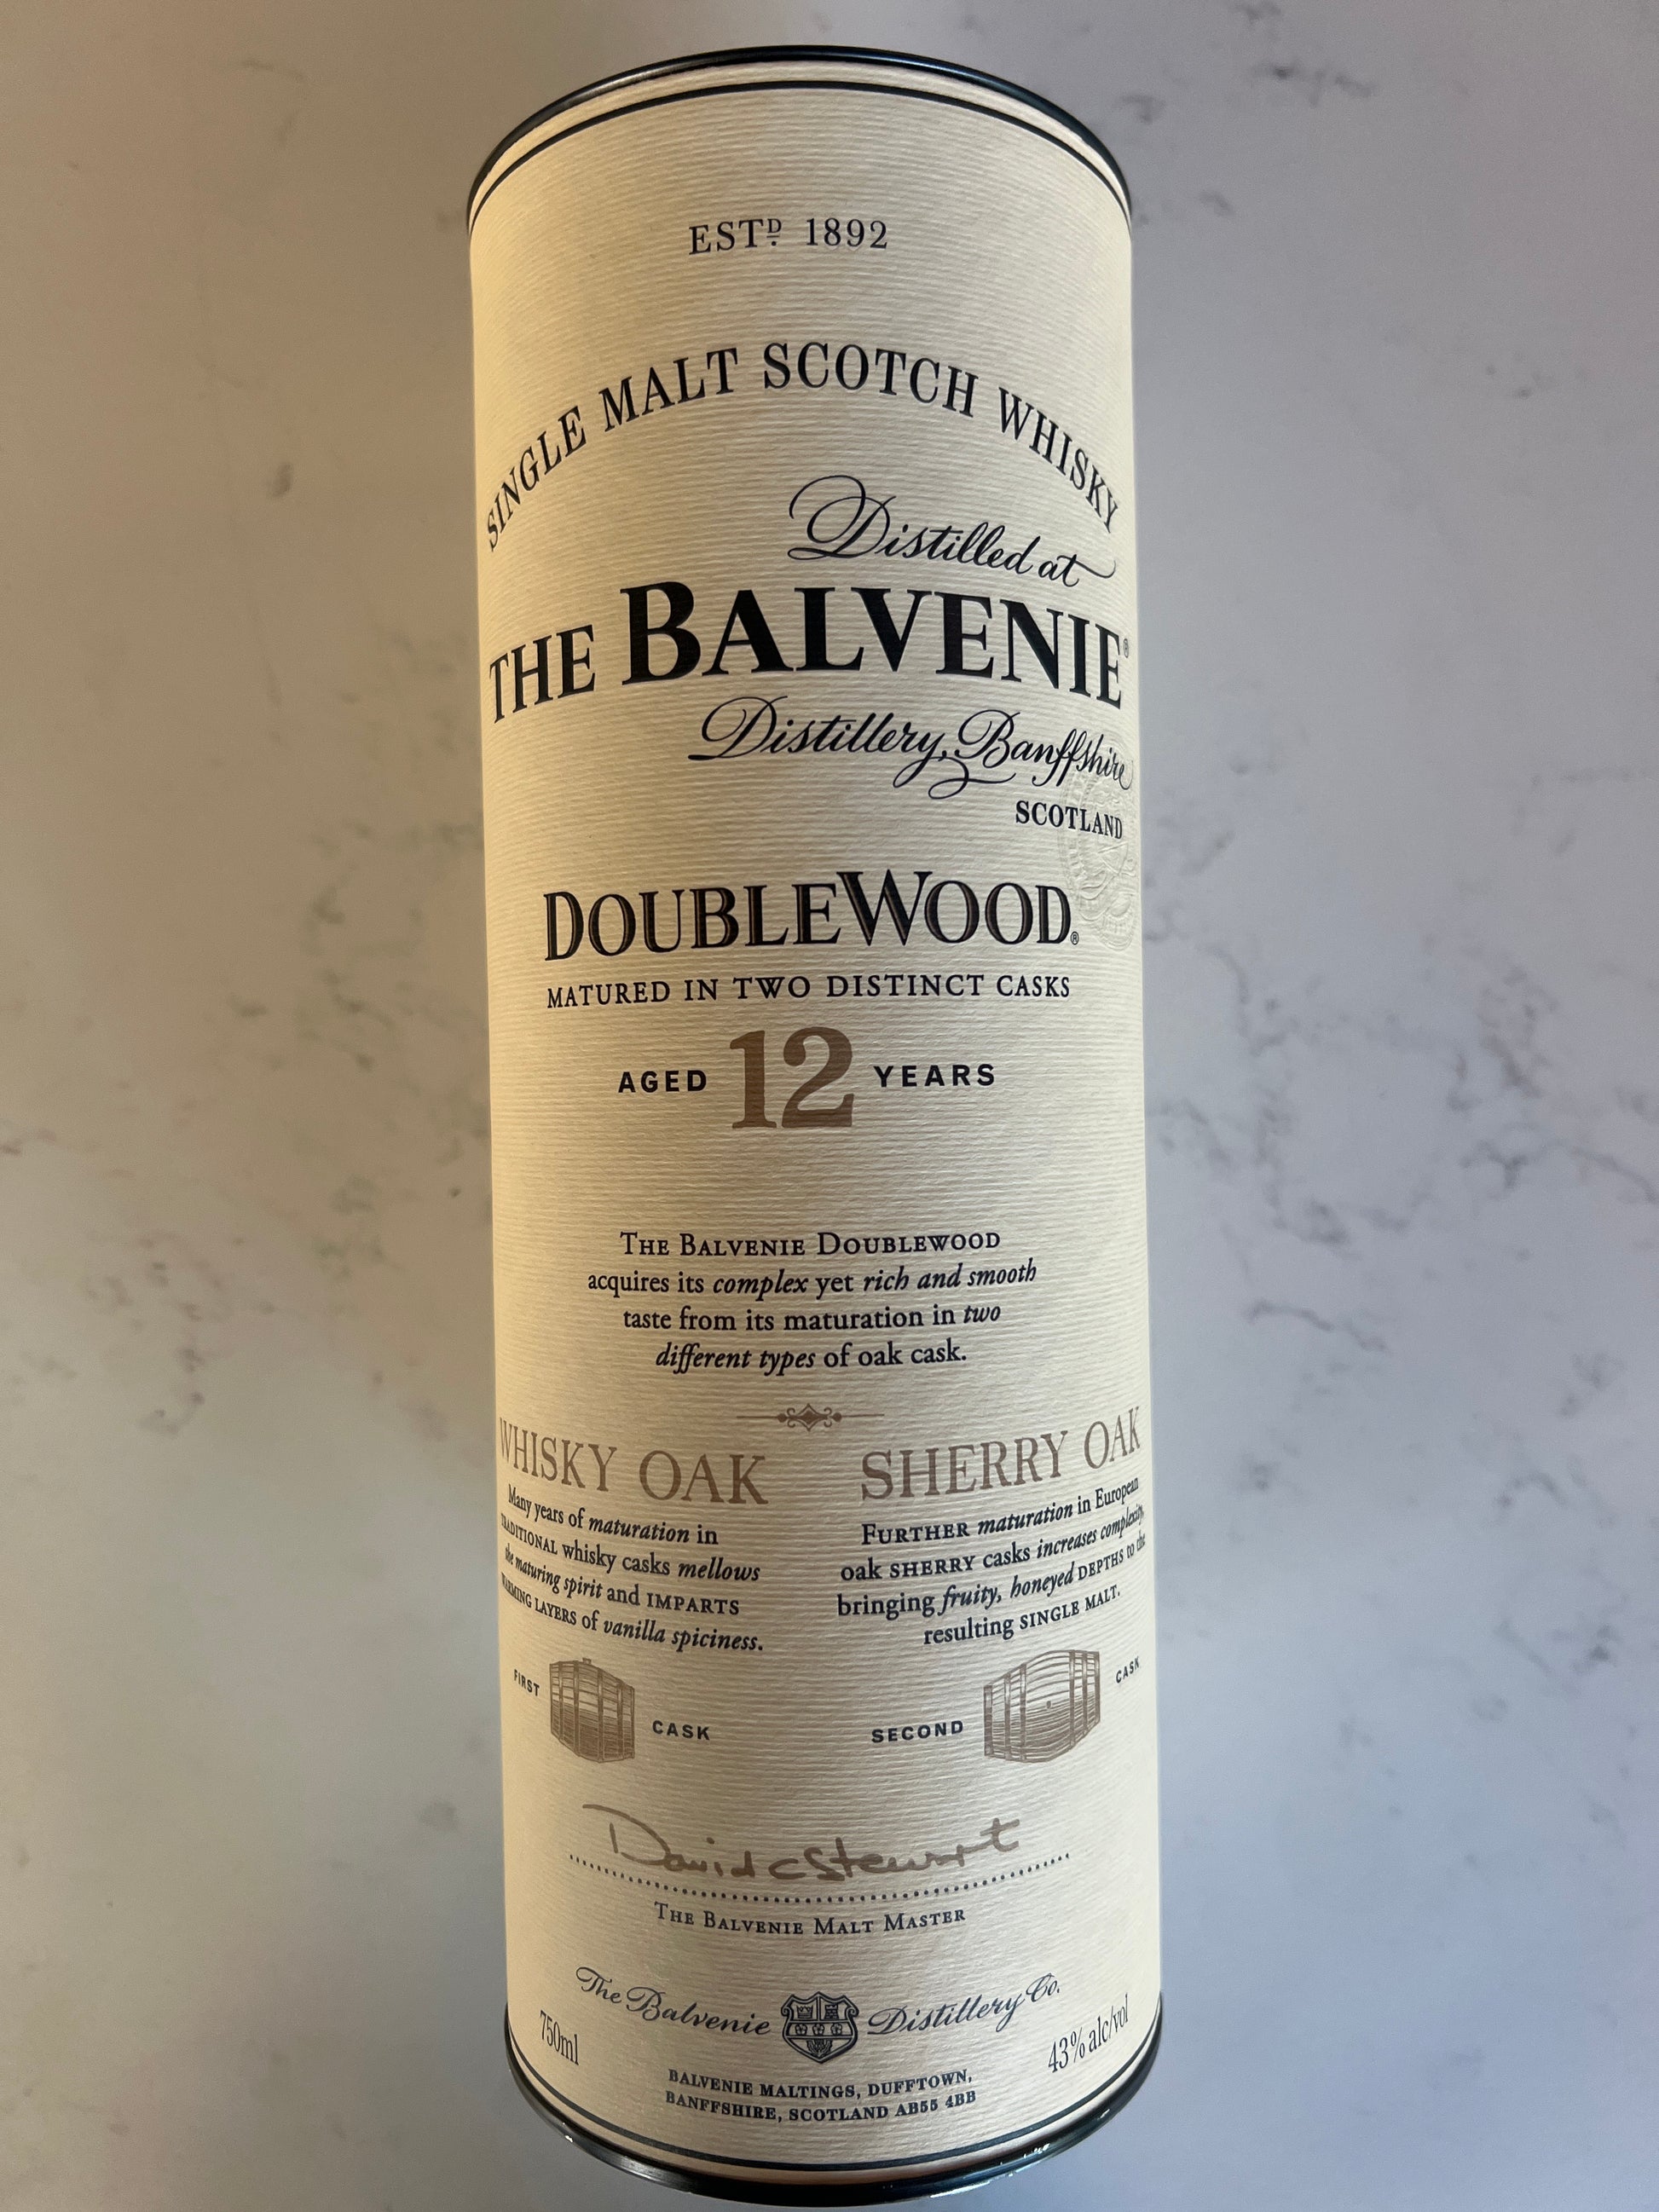 ESTD. 1892
SINGLE MALT SCOTCH WHISKY
Distilled at
THE BALVENIE®
Distillery, Banffshire
SCOTLAND
DOUBLEWOOD®
MATURED IN TWO DISTINCT CASKS
AGED 12 YEARS
THE BALVENIE DOUBLEWOOD
acquires its complex yet rich and smooth
taste from its maturation in two
different types of oak cask.
WHISKY OAK
Many years of maturation in
TRADITIONAL whisky casks mellows
the maturing spirit and IMPARTS
WARMING LAYERS of vanilla spiciness.
FIRST CASK
SHERRY OAK
FURTHER maturation in European
oak SHERRY casks increases complexity,
bringing fruity, honeyed DEPTHS to the
resulting SINGLE MALT.
SECOND CASK
David C Stewart
THE BALVENIE MALT MASTER
The Balvenie Distillery Co.
750ml
43% alc/vol
BALVENIE MALTINGS, DUFFTOWN,
BANFFSHIRE, SCOTLAND AB55 4BB